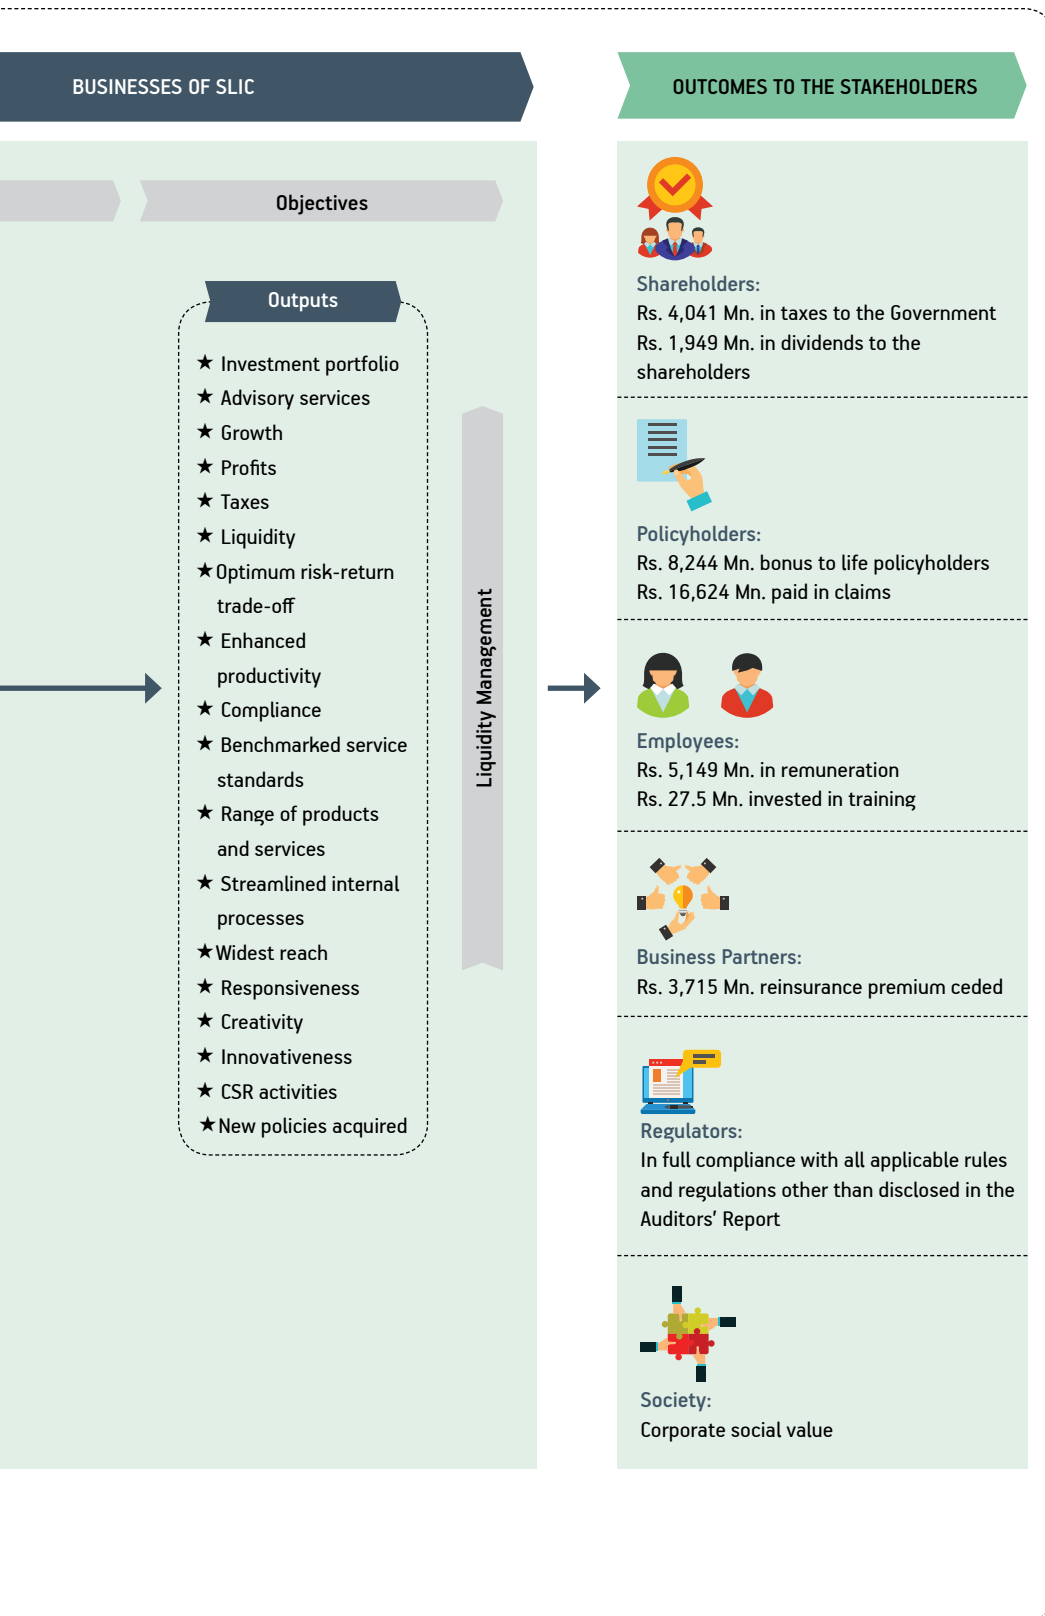 BUSINESSES OF SLIC
OUTCOMES TO THE STAKEHOLDERS
Objectives
Outputs
★ Investment portfolio
★ Advisory services
★ Growth
★ Profits
★ Taxes
★ Liquidity
★Optimum risk-return
trade-off
★ Enhanced
productivity
★ Compliance
★ Benchmarked service
standards
★ Range of products
and services
★ Streamlined internal
processes
★Widest reach
★ Responsiveness
★ Creativity
★ Innovativeness
★ CSR activities
★New policies acquired
Liquidity Management
Shareholders:
Rs. 4,041 Mn. in taxes to the Government
Rs. 1,949 Mn. in dividends to the
shareholders
Policyholders:
Rs. 8,244 Mn. bonus to life policyholders
Rs. 16,624 Mn. paid in claims
Employees:
Rs. 5,149 Mn. in remuneration
Rs. 27.5 Mn. invested in training
Business Partners:
Rs. 3,715 Mn. reinsurance premium ceded
Regulators:
In full compliance with all applicable rules
and regulations other than disclosed in the
Auditors’ Report
Society:
Corporate social value